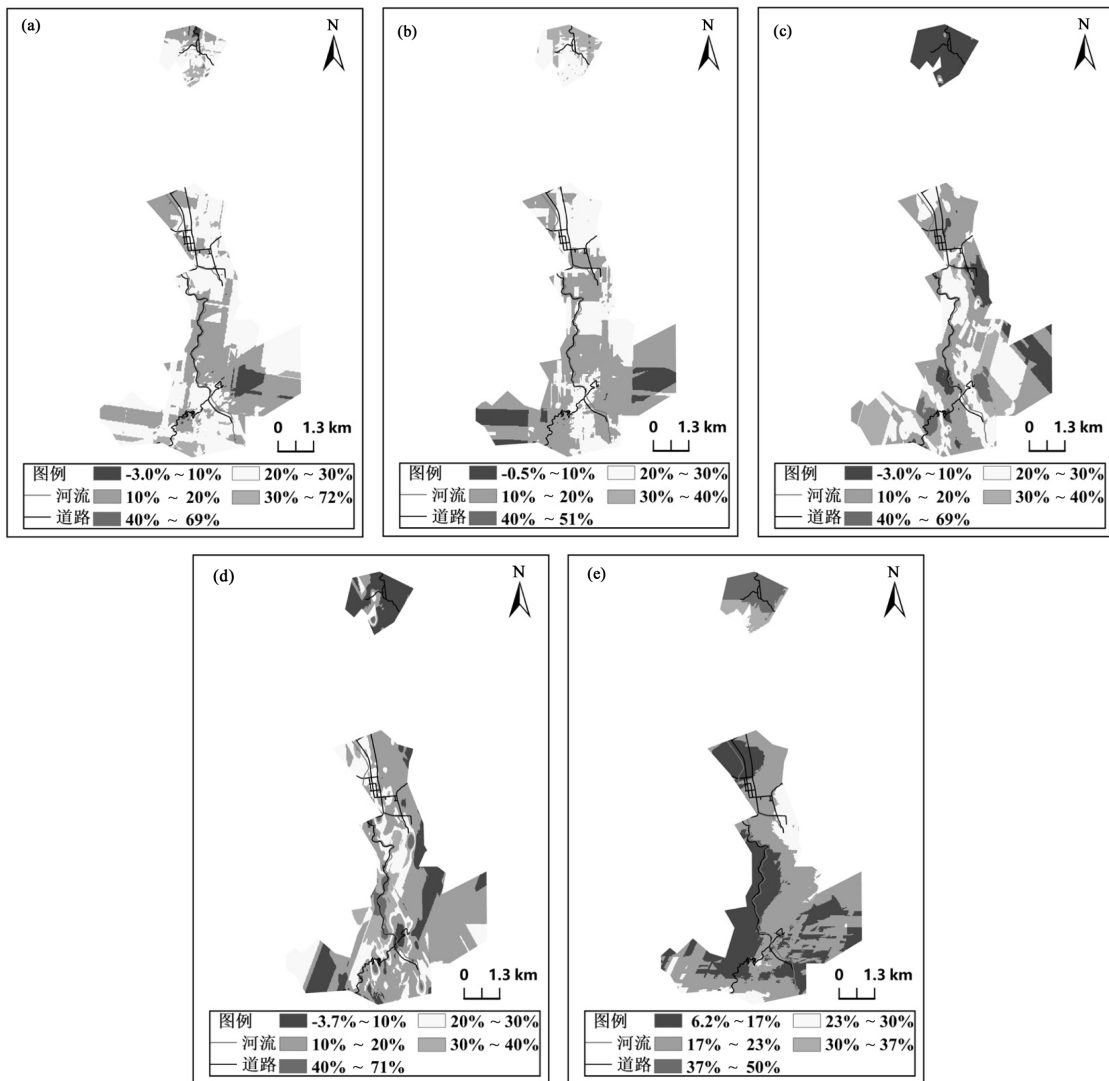 (a)
N
0 1.3 km
图例 -3.0% ~ 10% 20% ~ 30%
河流 10% ~ 20% 30% ~ 72%
道路 40% ~ 69%
(b)
N
0 1.3 km
图例 -0.5% ~ 10% 20% ~ 30%
河流 10% ~ 20% 30% ~ 40%
道路 40% ~ 51%
(c)
N
0 1.3 km
图例 -3.0% ~ 10% 20% ~ 30%
河流 10% ~ 20% 30% ~ 40%
道路 40% ~ 69%
(d)
N
0 1.3 km
图例 -3.7% ~ 10% 20% ~ 30%
河流 10% ~ 20% 30% ~ 40%
道路 40% ~ 71%
(e)
N
0 1.3 km
图例 6.2% ~ 17% 23% ~ 30%
河流 17% ~ 23% 30% ~ 37%
道路 37% ~ 50%